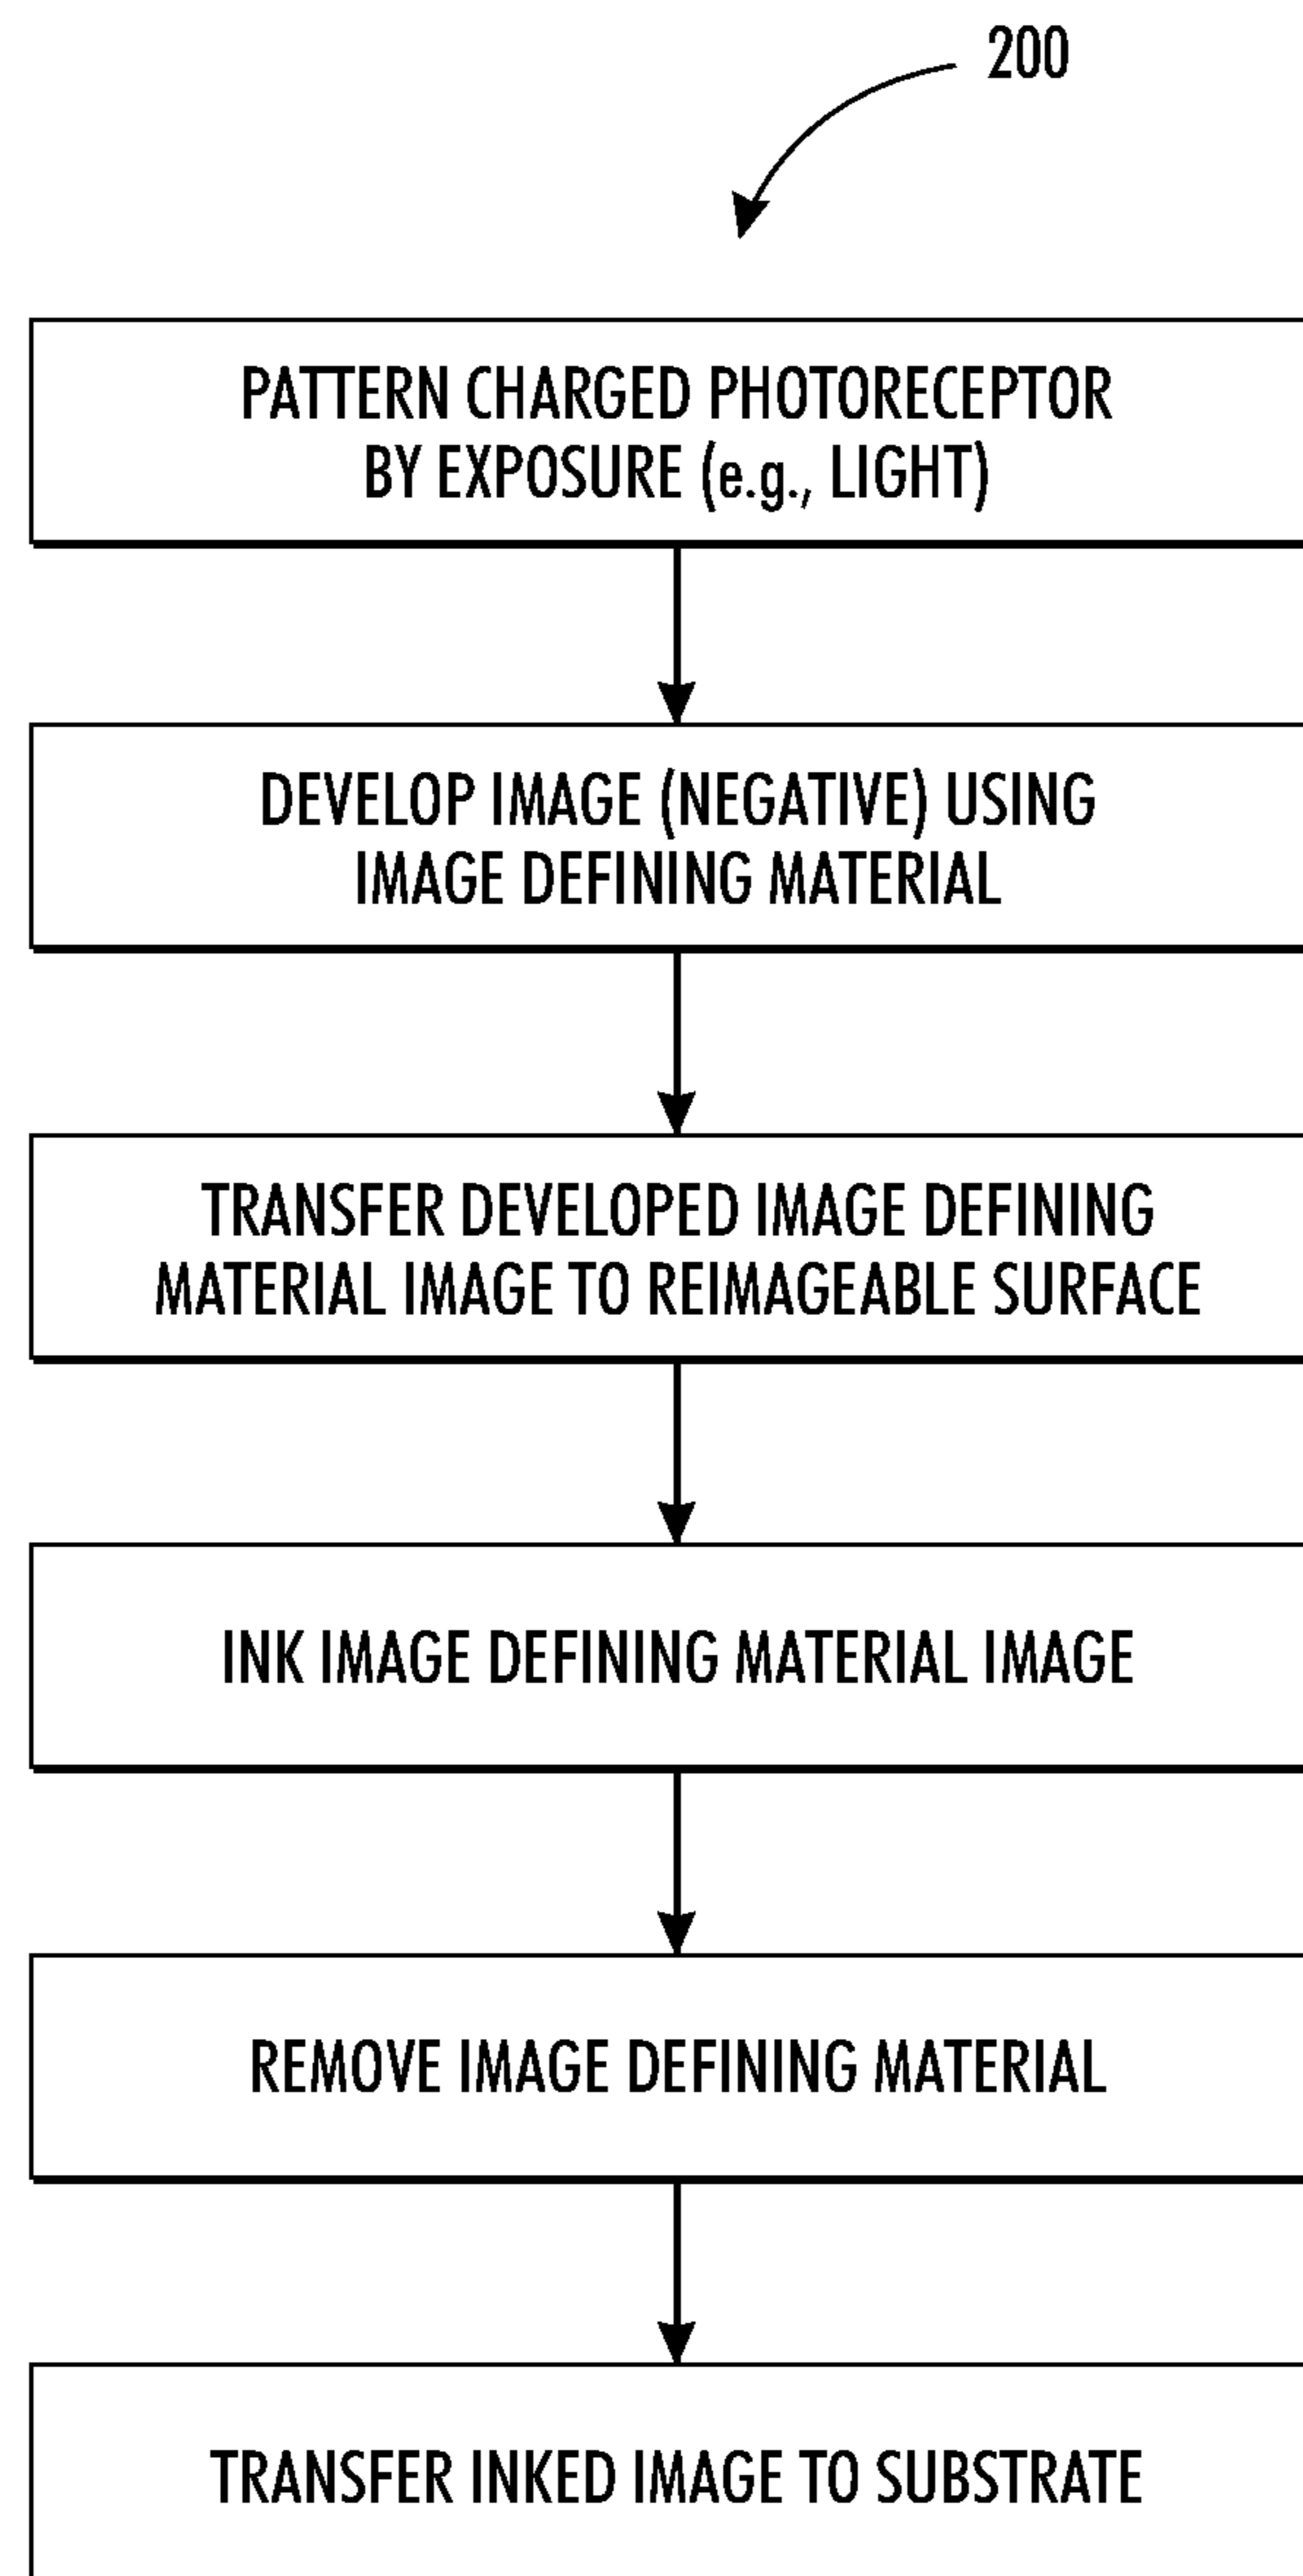 200
PATTERN CHARGED PHOTORECEPTOR
BY EXPOSURE (e.g., LIGHT)
DEVELOP IMAGE (NEGATIVE) USING
IMAGE DEFINING MATERIAL
TRANSFER DEVELOPED IMAGE DEFINING
MATERIAL IMAGE TO REIMAGEABLE SURFACE
INK IMAGE DEFINING MATERIAL IMAGE
REMOVE IMAGE DEFINING MATERIAL
TRANSFER INKED IMAGE TO SUBSTRATE